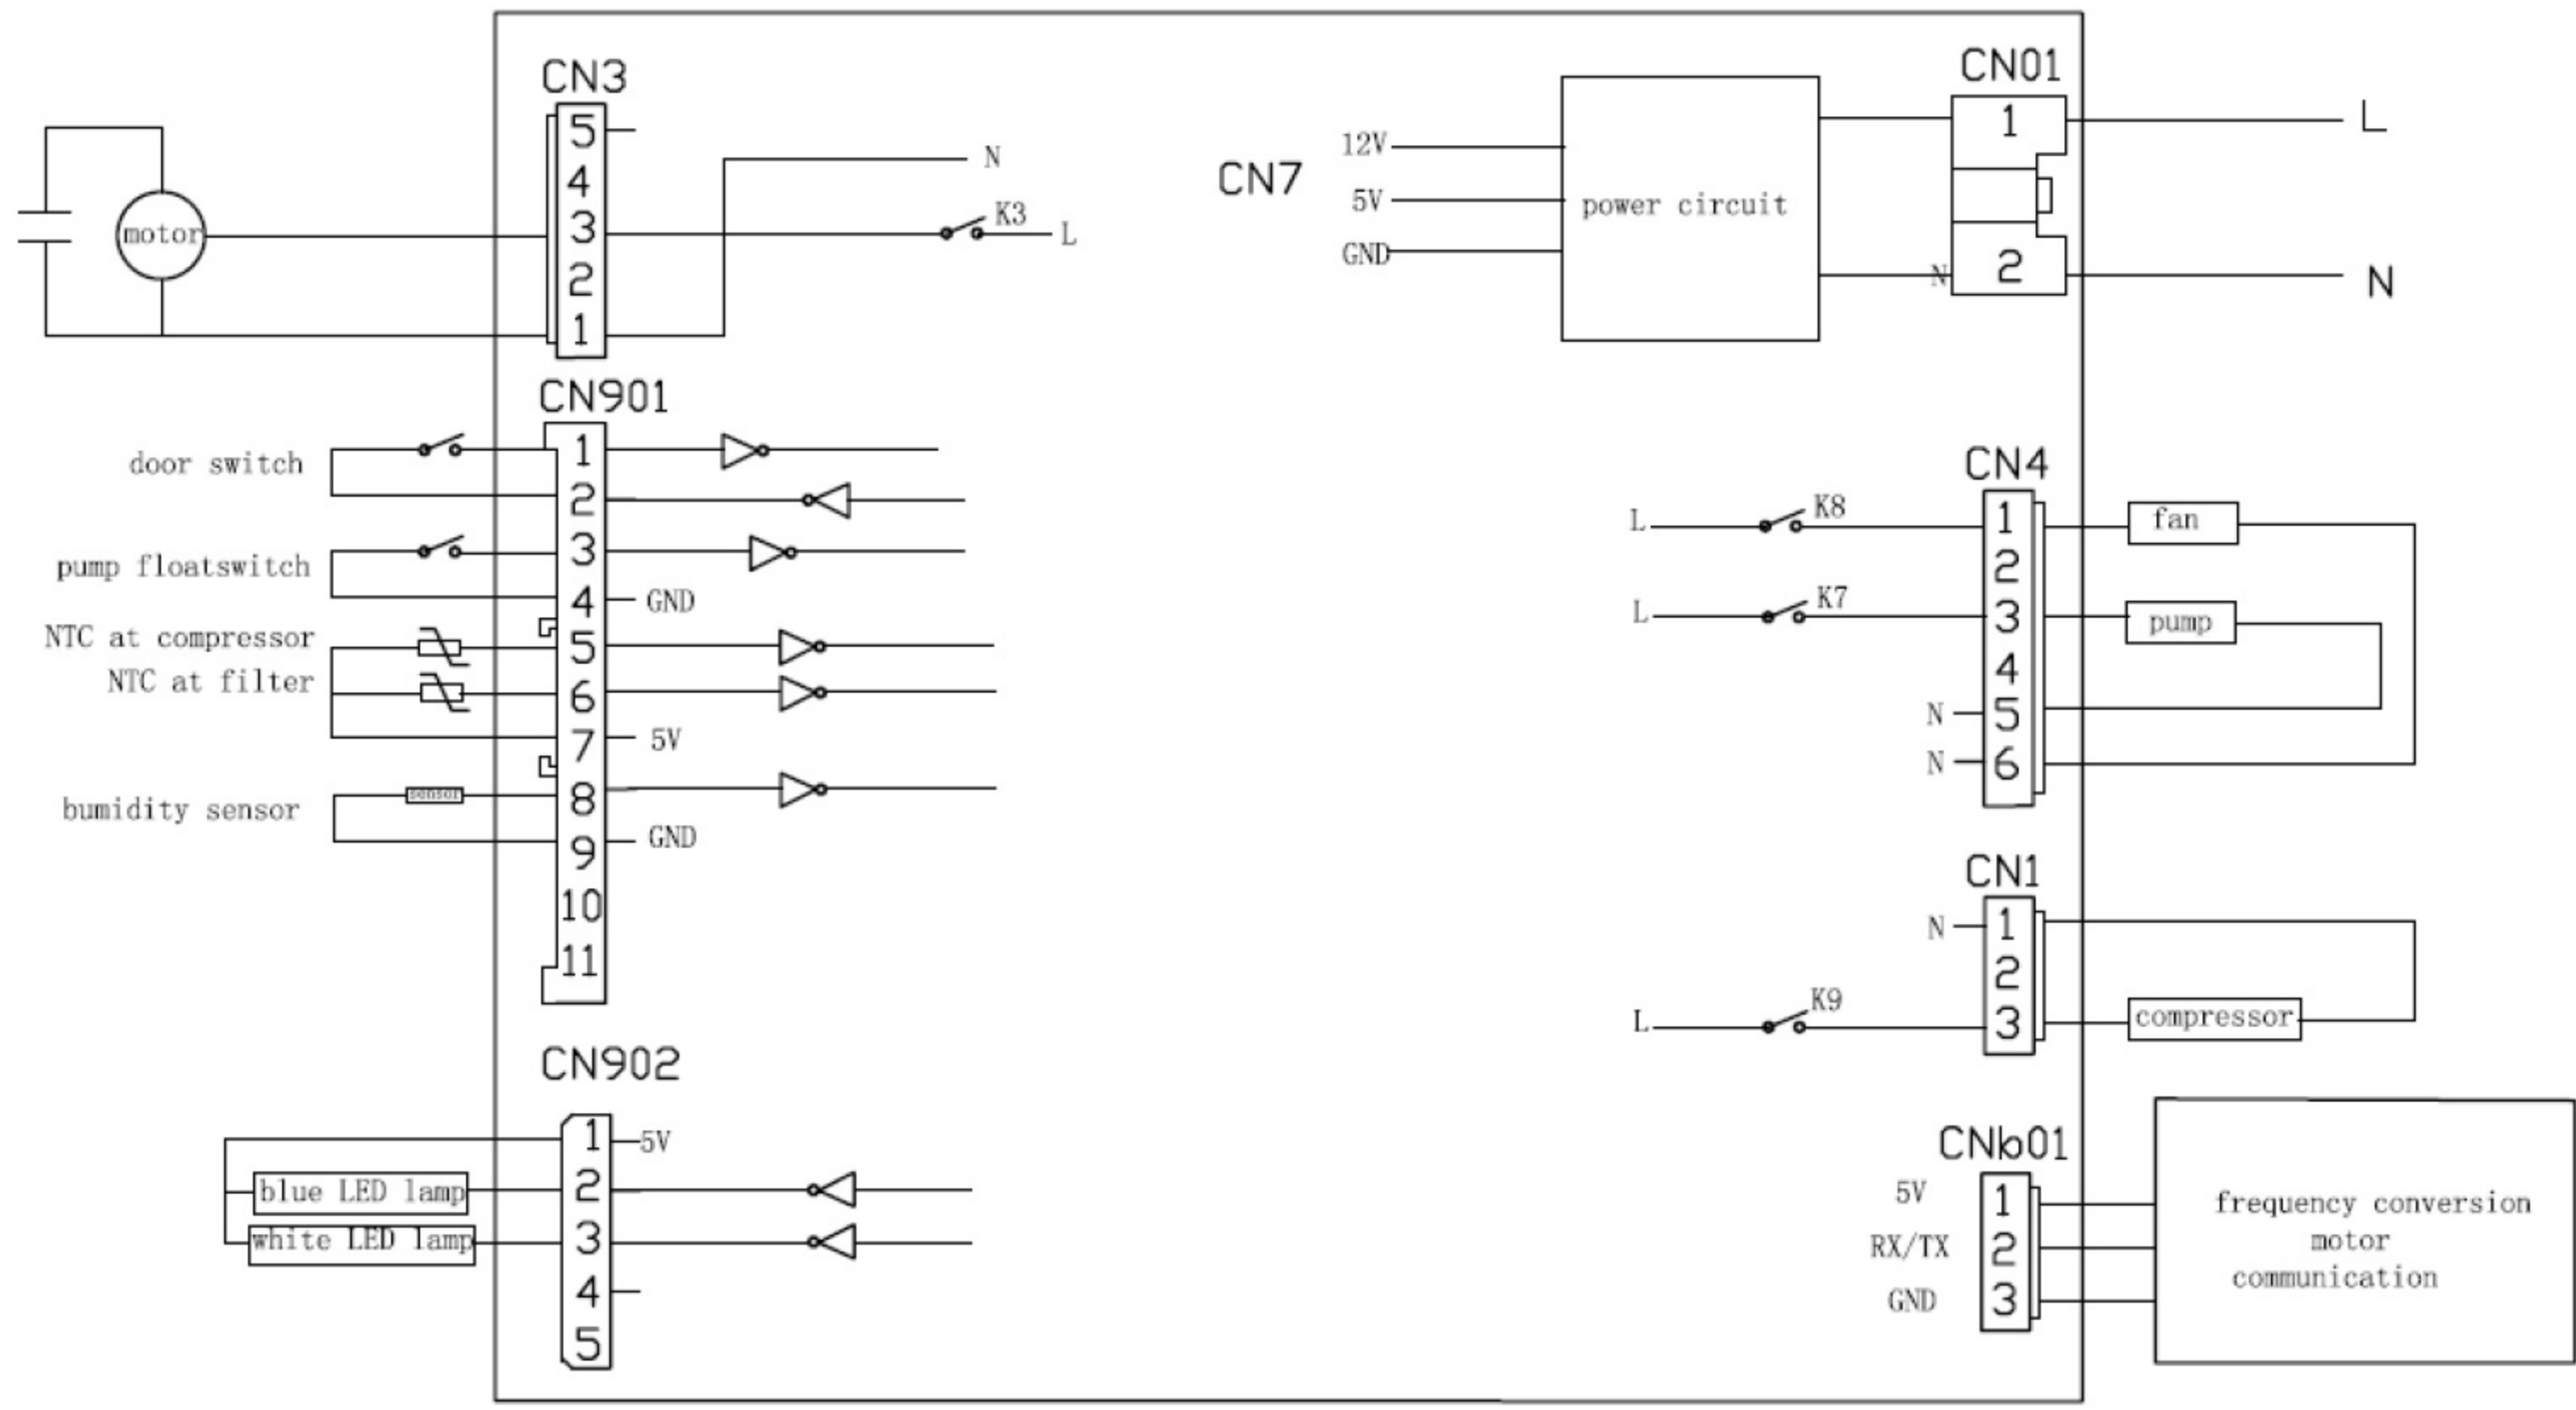 CN3
5
4
3
2
1
motor
N
K3
L
CN901
door switch
pump floatswitch
NTC at compressor
NTC at filter
bumidity sensor
sensor
1
2
3
4
5
6
7
8
9
10
11
GND
5V
GND
CN902
blue LED lamp
white LED lamp
1
2
3
4
5
5V
CN7
12V
5V
GND
power circuit
CN01
1
2
N
L
N
CN4
L
K8
L
K7
N
N
1
2
3
4
5
6
fan
pump
CN1
N
L
K9
1
2
3
compressor
CNb01
5V
RX/TX
GND
1
2
3
frequency conversion
motor
communication